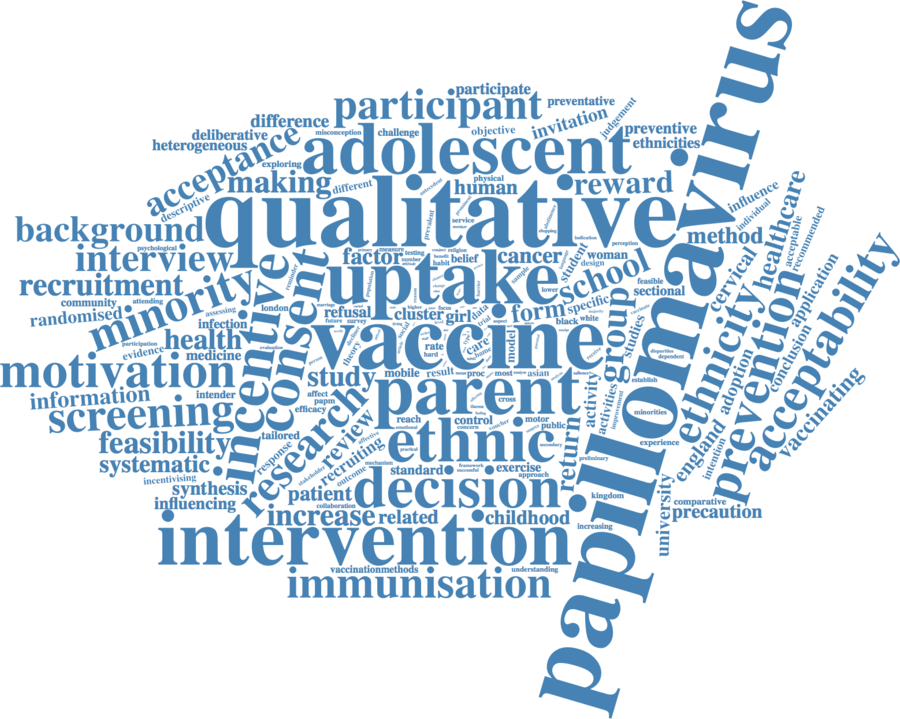 papillomavirus
participate
participant
preventative
difference
invitation
judgement
deliberative
misconception
challenge
objective
preventive
heterogeneous
acceptance
adolescent
ethnicities
exploring
making
different
physical
human
reward
influence
individual
descriptive
qualitative
service
healthcare
background
method
acceptable
recommended
psychological
interview
factor
measure
testing
religion
perception
belief
habit
cancer
woman
student
cervical
recruitment
uptake
school
feasible
sectional
community
attending
minority
incentive
consent
london
lower
specific
application
randomised
assessing
refusal
cluster
girl
data
trial
form
black
white
group
studies
acceptability
infection
future
survey
social
participation
evidence
health
evaluation
theory
vaccine
rate
hard
care
model
ethnicity
prevention
conclusion
medicine
disparities
dependent
motivation
study
mobile
result
proc
most
asian
adoption
vaccinating
information
intender
affect
papm
efficacy
parent
cross
establish
activity
activities
improvement
screening
research
reach
emotional
control
concern
motor
public
minorities
feasibility
tailored
review
ethnic
return
experience
england
intention
systematic
response
recruiting
effective
practical
secondary
preliminary
incentivising
stakeholder
outcome
mechanism
standard
framework
successful
exercise
approach
synthesis
patient
decision
kingdom
university
comparative
influencing
collaboration
precaution
increase
related
childhood
increasing
intervention
vaccinationmethods
understanding
immunisation